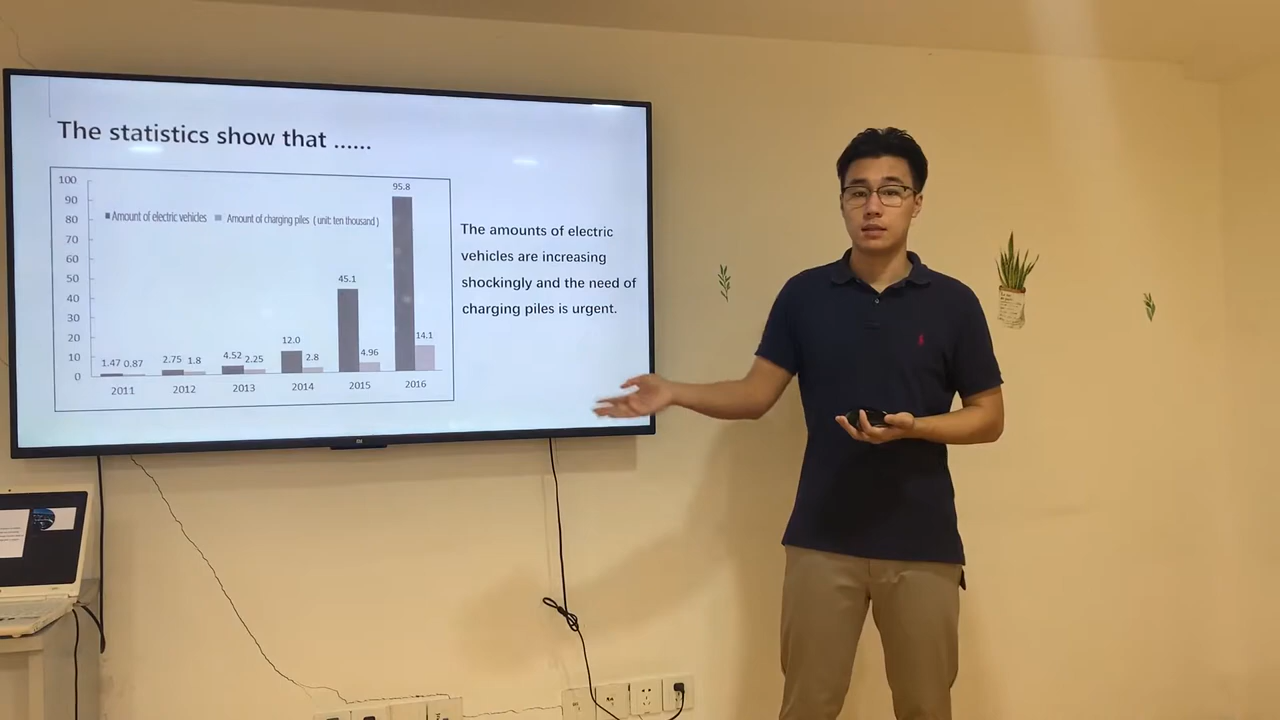 The statistics show that ......
100
90
80
70
60
50
40
30
20
10
0
Amount of electric vehicles Amount of charging piles ( unit: ten thousand )
1.47 0.87
2.75 1.8
4.52 2.25
12.0
2.8
45.1
4.96
95.8
14.1
2011 2012 2013 2014 2015 2016
The amounts of electric
vehicles are increasing
shockingly and the need of
charging piles is urgent.